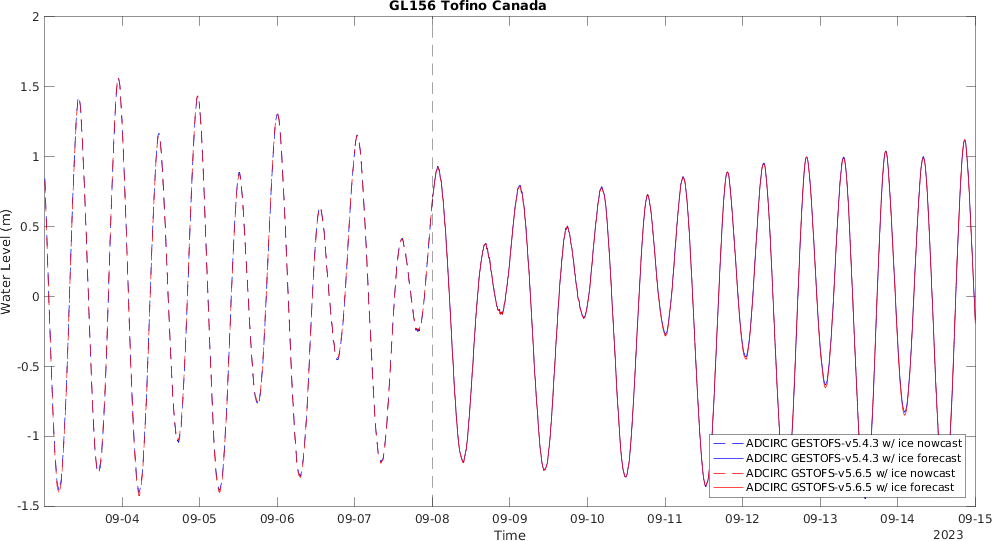 GL156 Tofino Canada
2
1.5
1
0.5
0
-0.5
-1
-1.5
Water Level (m)
ADCIRC GESTOFS-v5.4.3 w/ ice nowcast
ADCIRC GESTOFS-v5.4.3 w/ ice forecast
ADCIRC GSTOFS-v5.6.5 w/ ice nowcast
ADCIRC GSTOFS-v5.6.5 w/ ice forecast
09-04 09-05 09-06 09-07 09-08 09-09 09-10 09-11 09-12 09-13 09-14 09-15
Time
2023